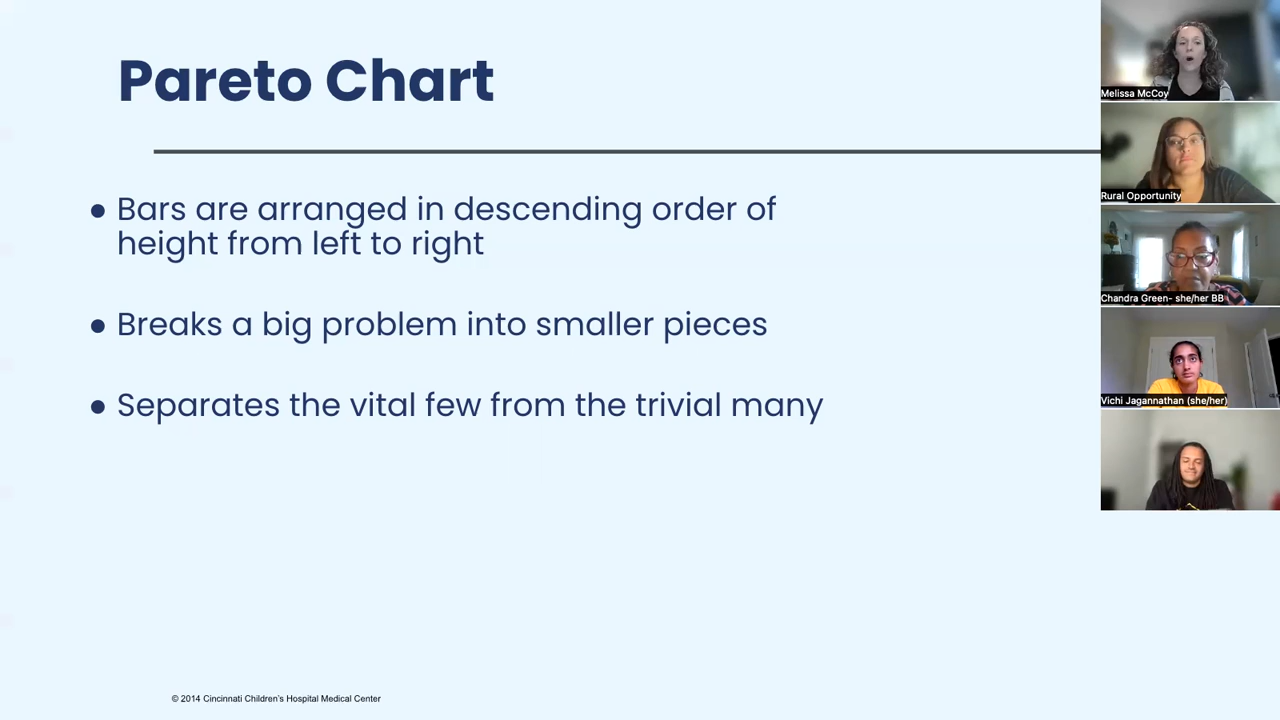 Pareto Chart
● Bars are arranged in descending order of
height from left to right
● Breaks a big problem into smaller pieces
● Separates the vital few from the trivial many
© 2014 Cincinnati Children's Hospital Medical Center
Melissa McCoy
Rural Opportunity
Chandra Green- she/her BB
Vichi Jagannathan (she/her)